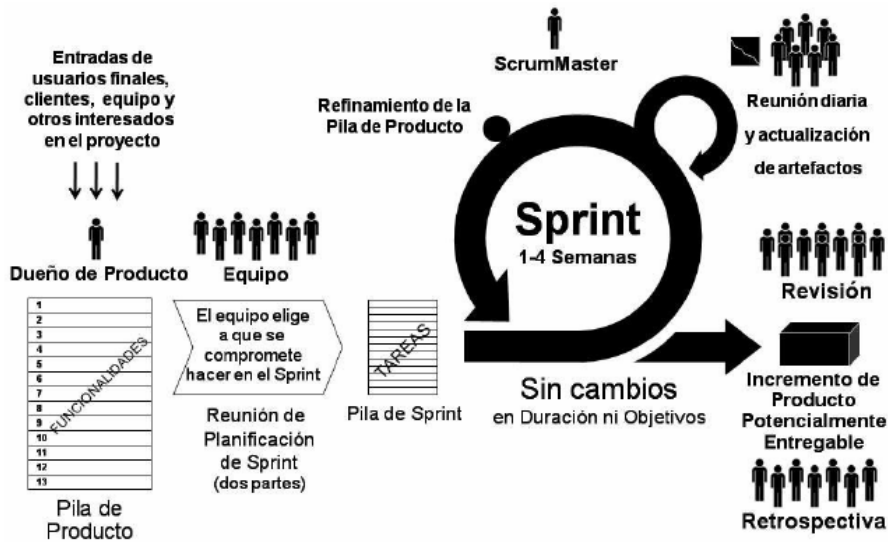 Entradas de
usuarios finales,
clientes, equipo y
otros interesados
en el proyecto
Dueño de Producto
1
2
3
4
5
6
7
8
9
10
11
12
13
FUNCIONALIDADES
Pila de
Producto
Equipo
El equipo elige
a que se
compromete
hacer en el Sprint
Reunión de
Planificación
de Sprint
(dos partes)
TAREAS
Pila de Sprint
ScrumMaster
Refinamiento de la
Pila de Producto
Sprint
1-4 Semanas
Sin cambios
en Duración ni Objetivos
Reunión diaria
y actualización
de artefactos
Revisión
Incremento de
Producto
Potencialmente
Entregable
Retrospectiva